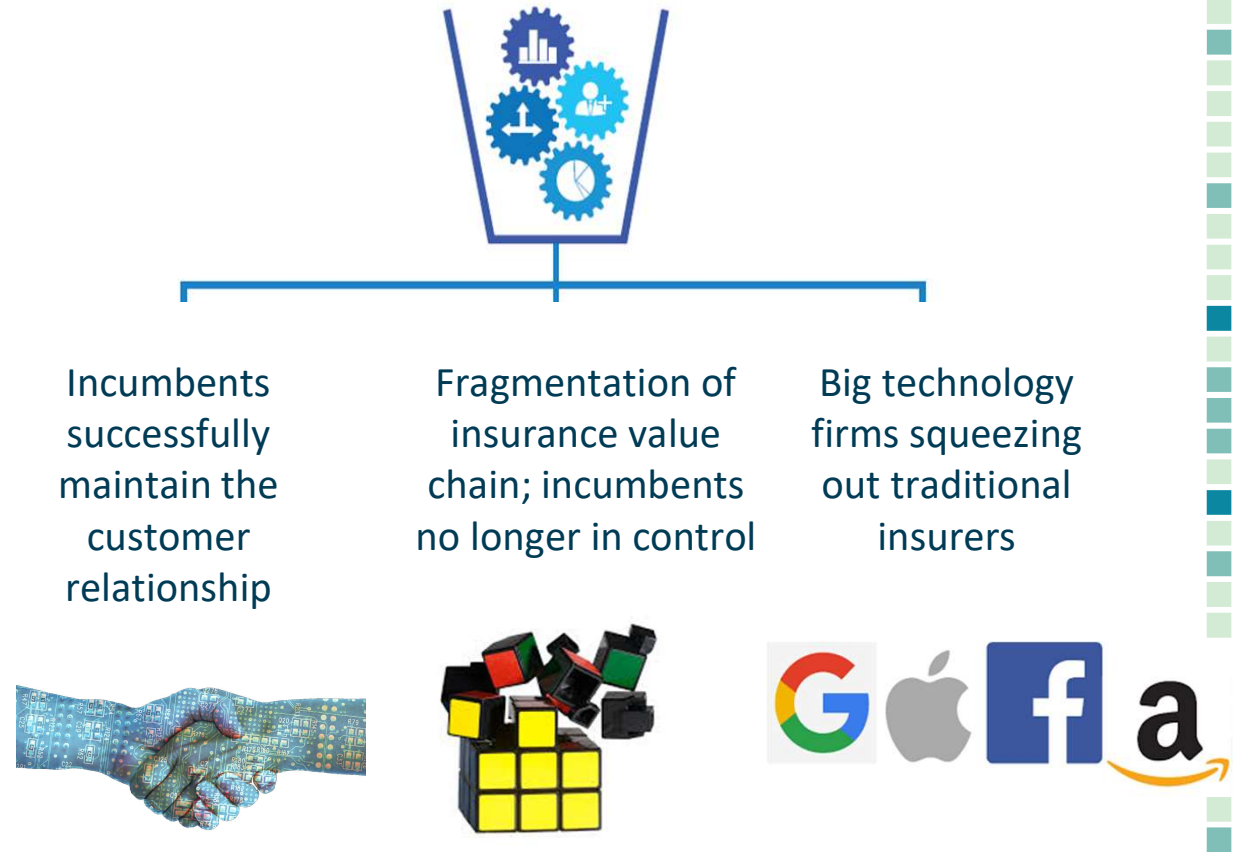 Incumbents
successfully
maintain the
customer
relationship
Fragmentation of
insurance value
chain; incumbents
no longer in control
Big technology
firms squeezing
out traditional
insurers
G
f
a